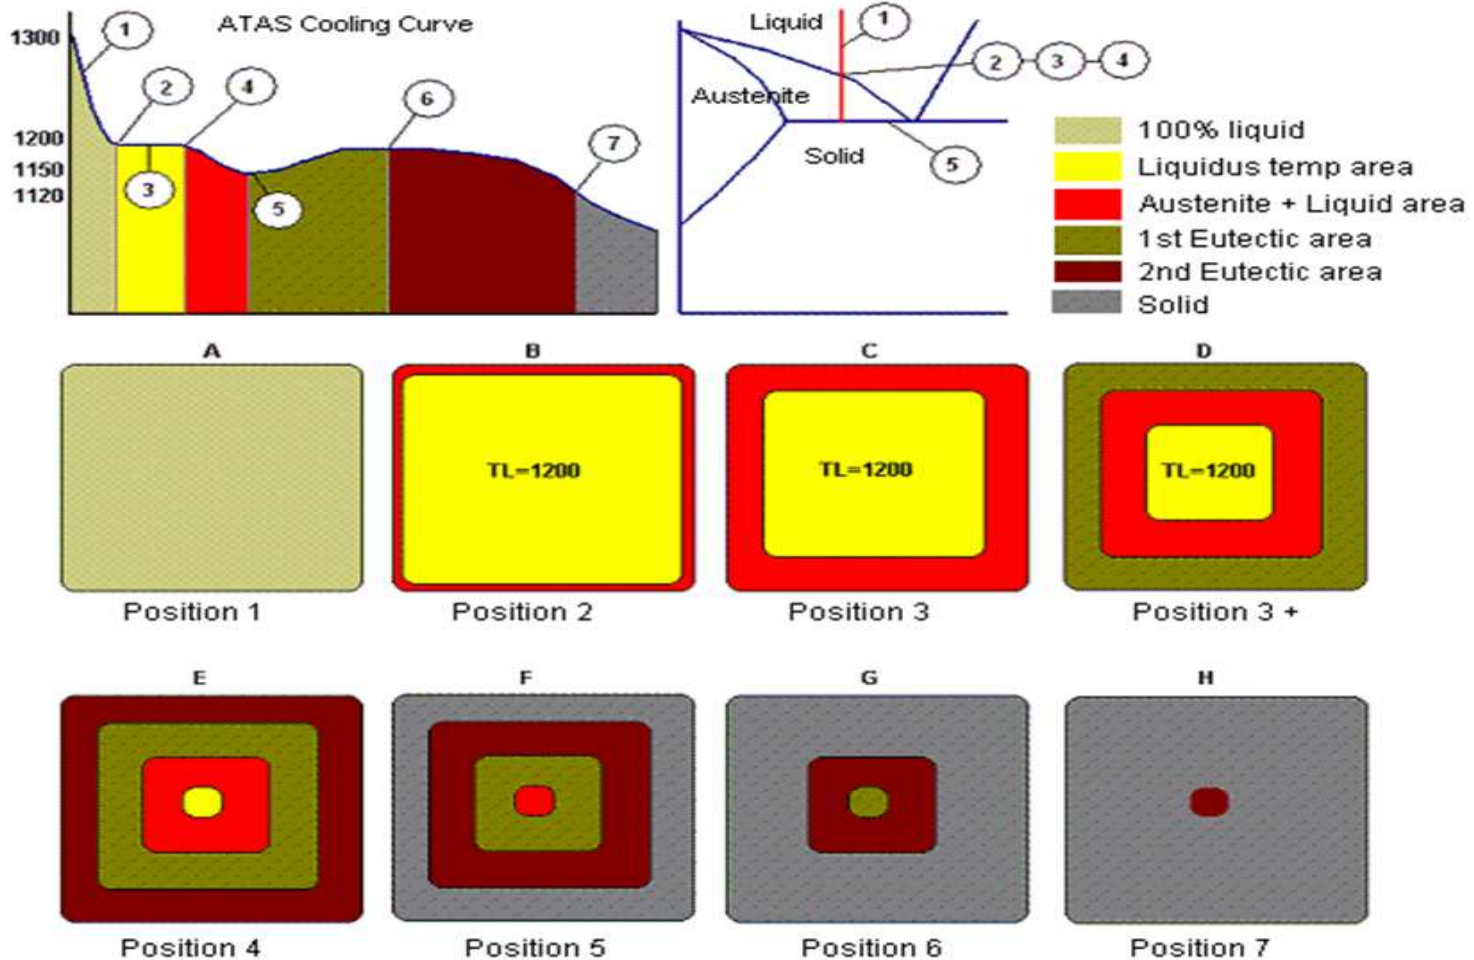 ATAS Cooling Curve
1300
1200
1150
1120
1
2
3
4
5
6
7
Liquid
1
2
3
4
Austenite
Solid
5
100% liquid
Liquidus temp area
Austenite + Liquid area
1st Eutectic area
2nd Eutectic area
Solid
A
B
C
D
TL=1200
TL=1200
TL=1200
Position 1
Position 2
Position 3
Position 3 +
E
F
G
H
Position 4
Position 5
Position 6
Position 7